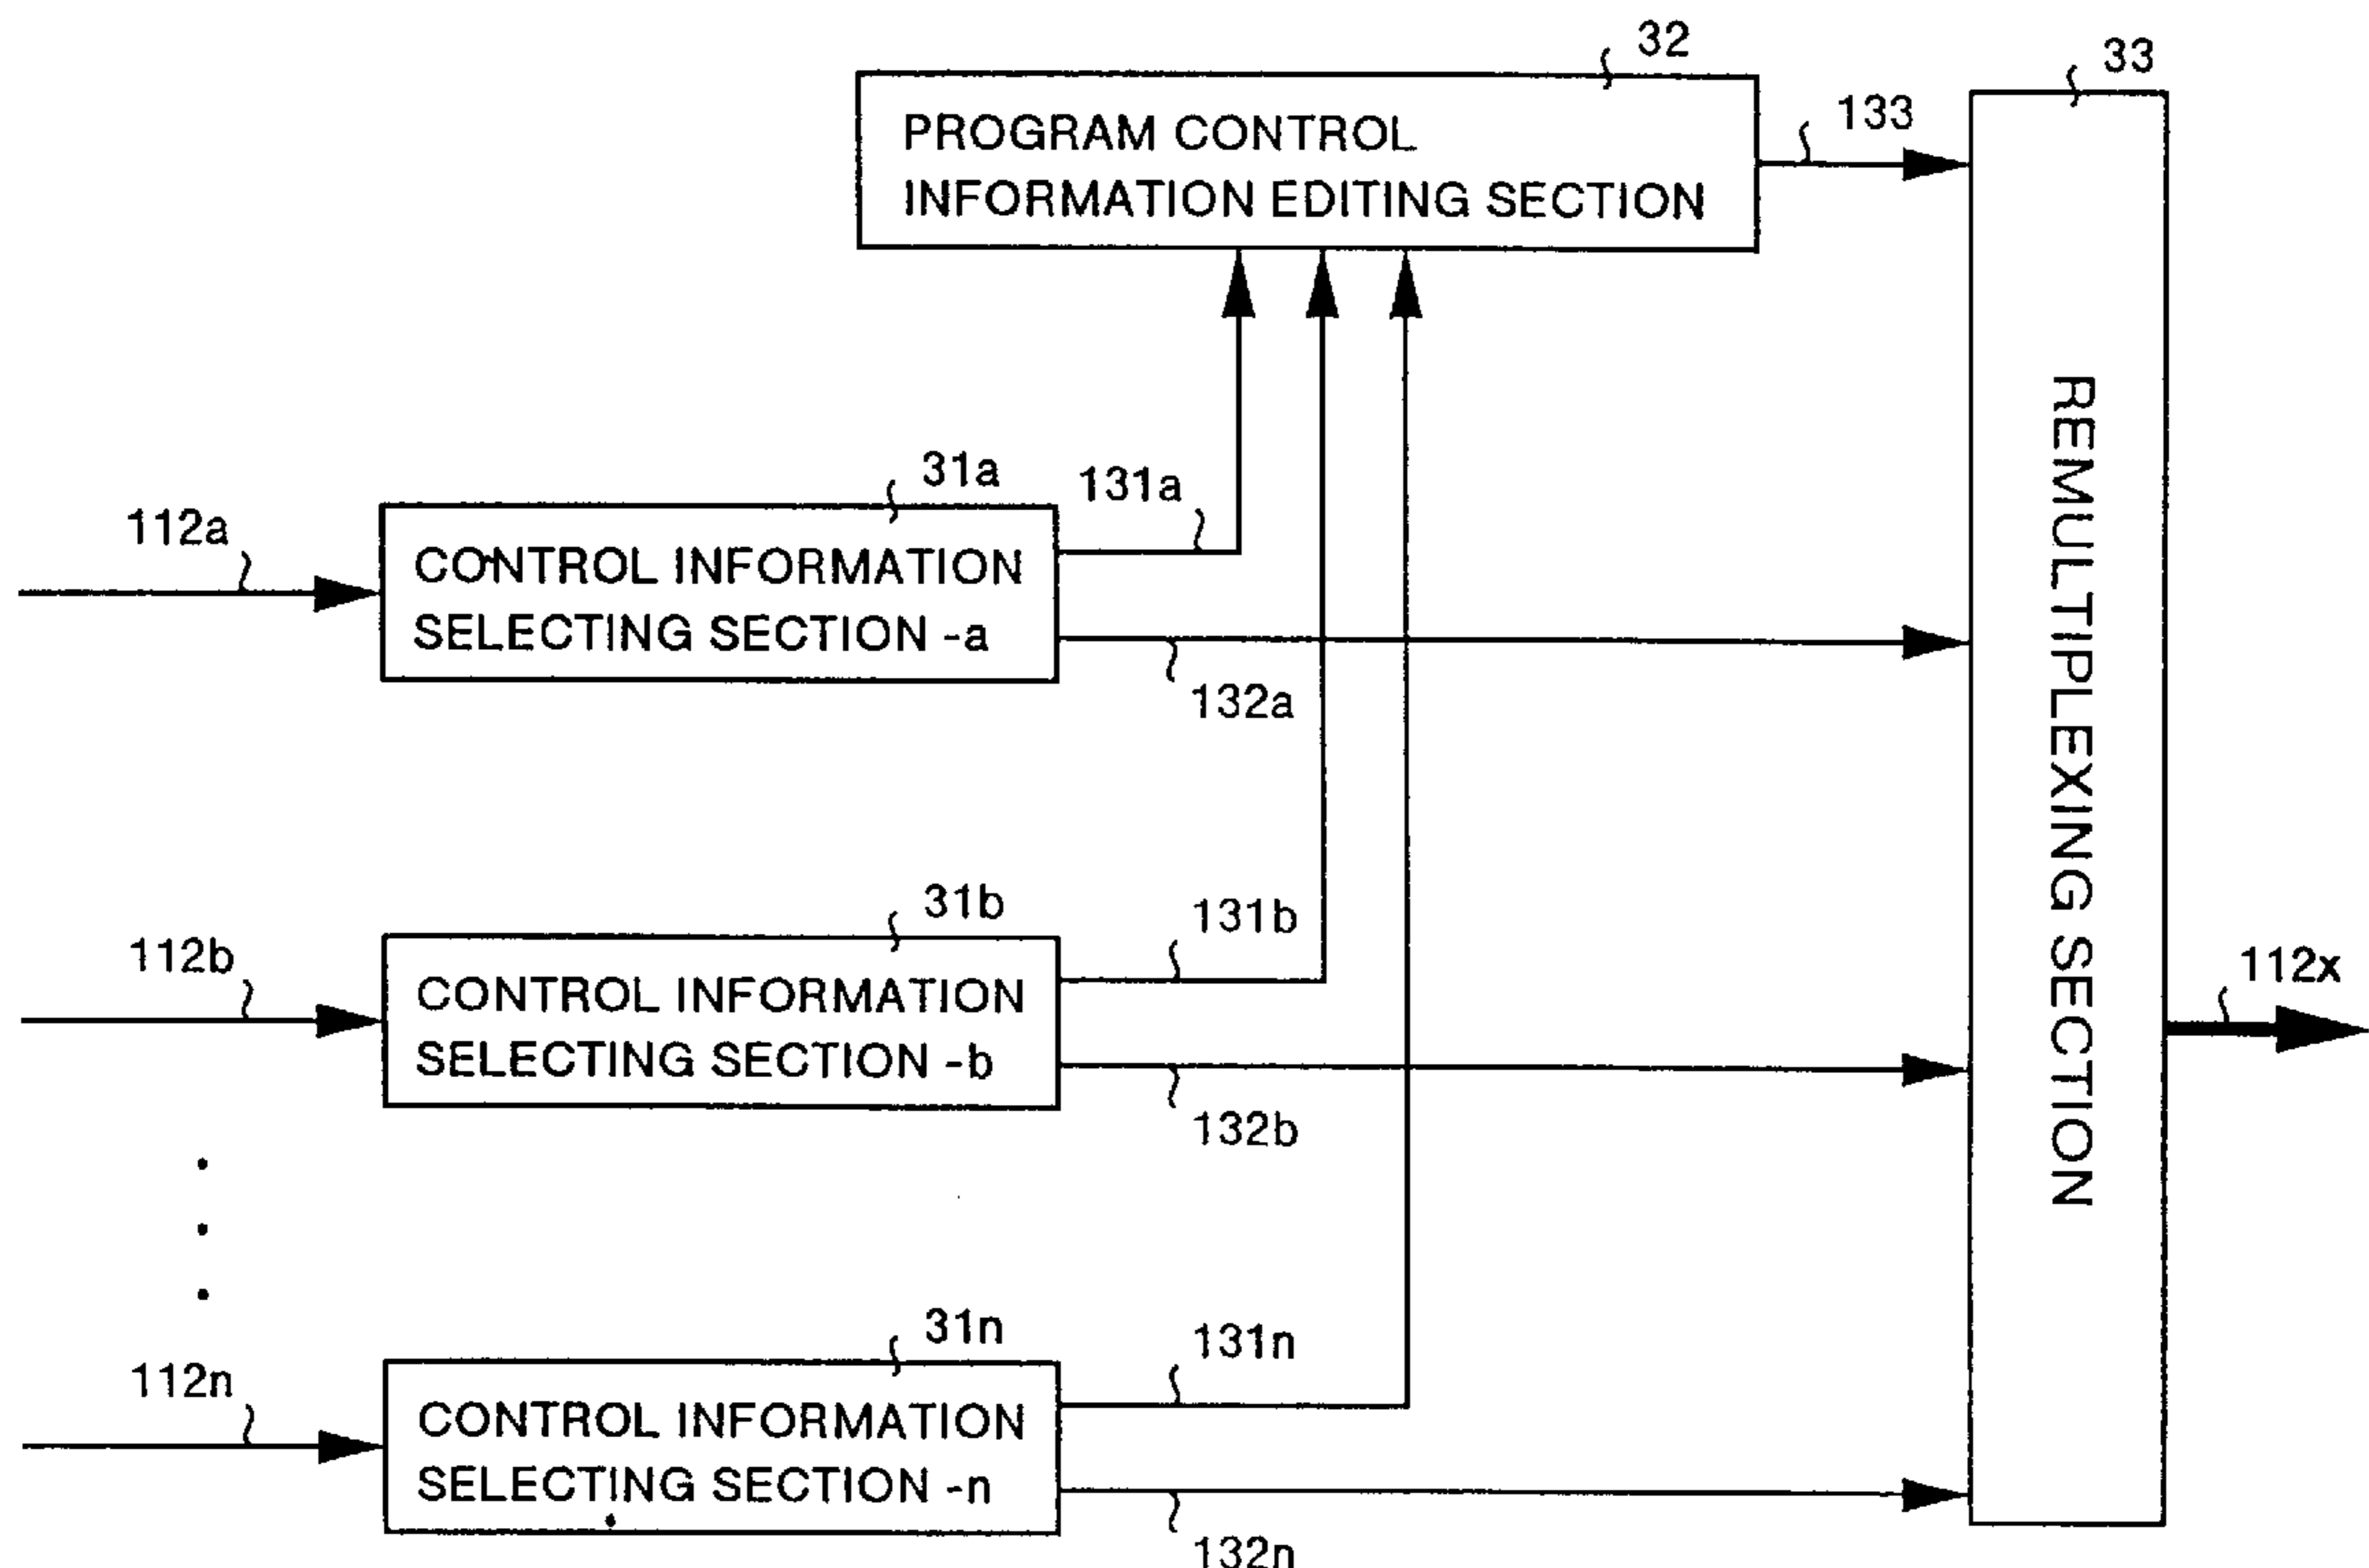 32
33
PROGRAM CONTROL
INFORMATION EDITING SECTION
133
31a
131a
112a
CONTROL INFORMATION
SELECTING SECTION -a
132a
REMULTIPLEXING SECTION
31b
131b
112b
CONTROL INFORMATION
SELECTING SECTION -b
132b
112x
31n
131n
112n
CONTROL INFORMATION
SELECTING SECTION -n
132n